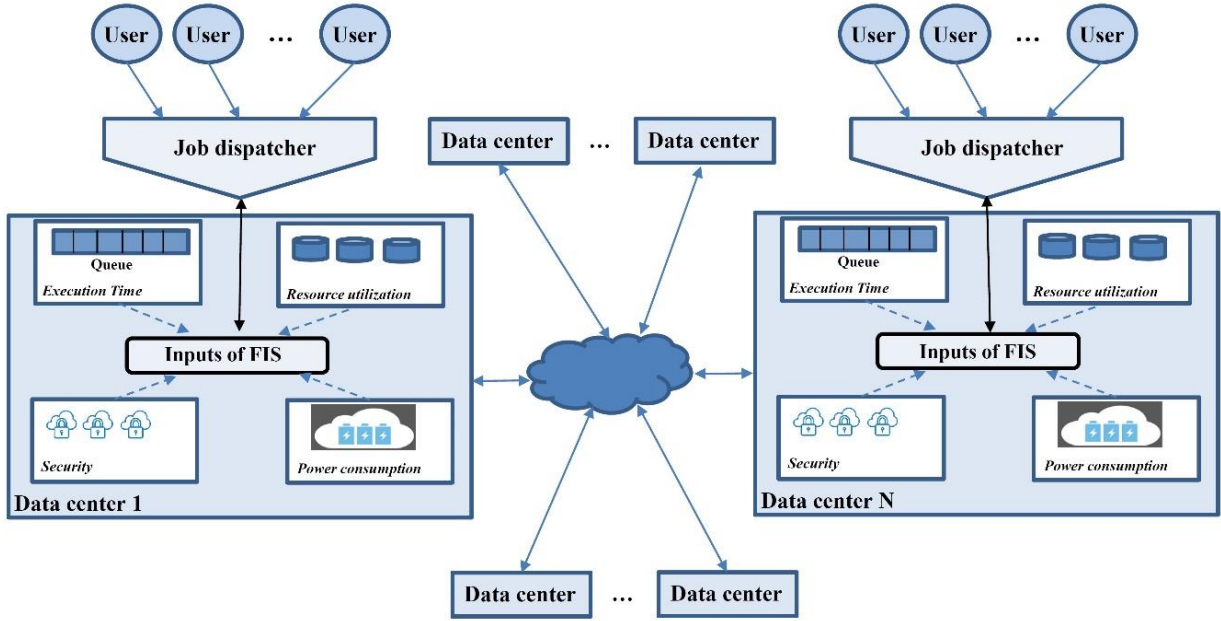 User User ... User
Job dispatcher
Queue
Execution Time
Resource utilization
Inputs of FIS
Security
Power consumption
Data center 1
Data center ... Data center
Data center ... Data center
User User ... User
Job dispatcher
Queue
Execution Time
Resource utilization
Inputs of FIS
Security
Power consumption
Data center N